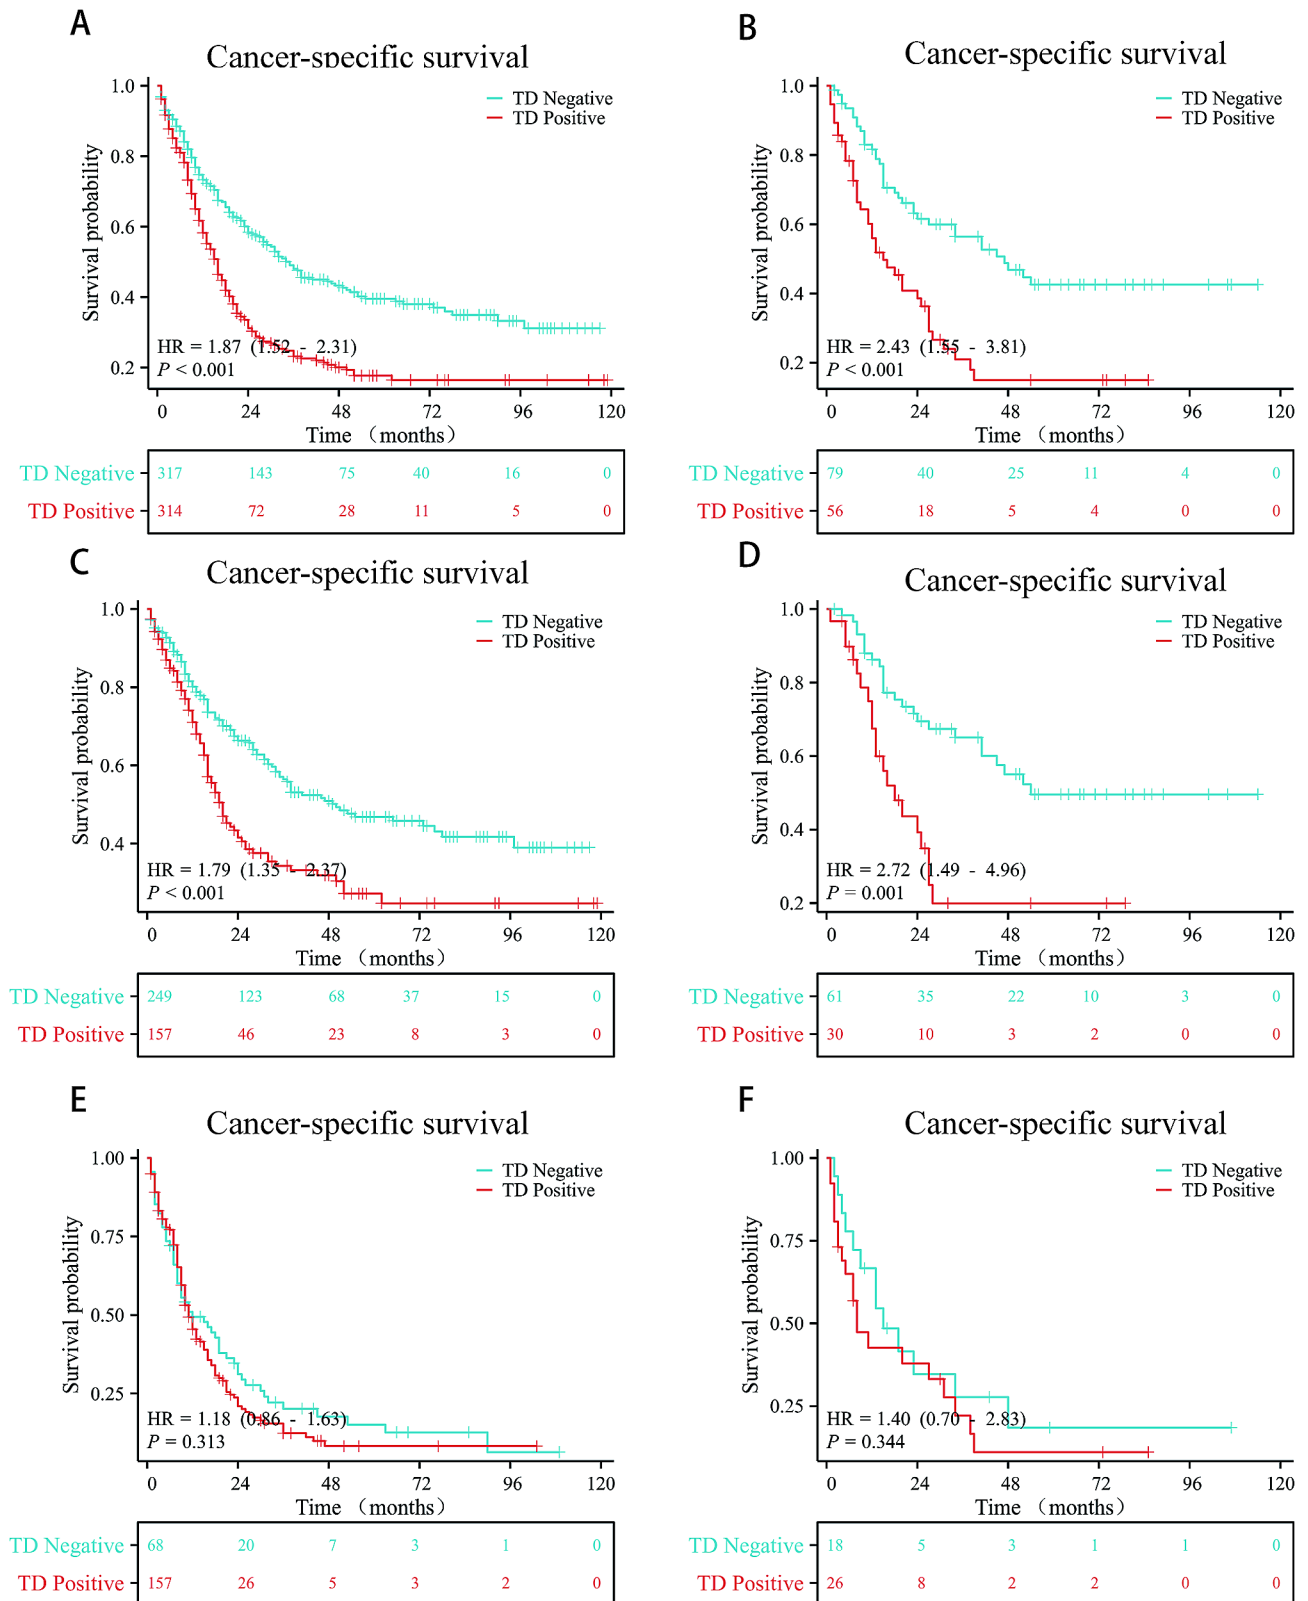 A
Cancer-specific survival
TD Negative
TD Positive
Survival probability
1.0
0.8
0.6
0.4
0.2
HR = 1.87 (1.52 - 2.31)
P < 0.001
0 24 48 72 96 120
Time (months)
TD Negative 317 143 75 40 16 0
TD Positive 314 72 28 11 5 0
B
Cancer-specific survival
TD Negative
TD Positive
Survival probability
1.0
0.8
0.6
0.4
0.2
HR = 2.43 (1.55 - 3.81)
P < 0.001
0 24 48 72 96 120
Time (months)
TD Negative 79 40 25 11 4 0
TD Positive 56 18 5 4 0 0
C
Cancer-specific survival
TD Negative
TD Positive
Survival probability
1.0
0.8
0.6
0.4
HR = 1.79 (1.35 - 2.37)
P < 0.001
0 24 48 72 96 120
Time (months)
TD Negative 249 123 68 37 15 0
TD Positive 157 46 23 8 3 0
D
Cancer-specific survival
TD Negative
TD Positive
Survival probability
1.0
0.8
0.6
0.4
0.2
HR = 2.72 (1.49 - 4.96)
P = 0.001
0 24 48 72 96 120
Time (months)
TD Negative 61 35 22 10 3 0
TD Positive 30 10 3 2 0 0
E
Cancer-specific survival
TD Negative
TD Positive
Survival probability
1.00
0.75
0.50
0.25
HR = 1.18 (0.86 - 1.63)
P = 0.313
0 24 48 72 96 120
Time (months)
TD Negative 68 20 7 3 1 0
TD Positive 157 26 5 3 2 0
F
Cancer-specific survival
TD Negative
TD Positive
Survival probability
1.00
0.75
0.50
0.25
HR = 1.40 (0.70 - 2.83)
P = 0.344
0 24 48 72 96 120
Time (months)
TD Negative 18 5 3 1 1 0
TD Positive 26 8 2 2 0 0